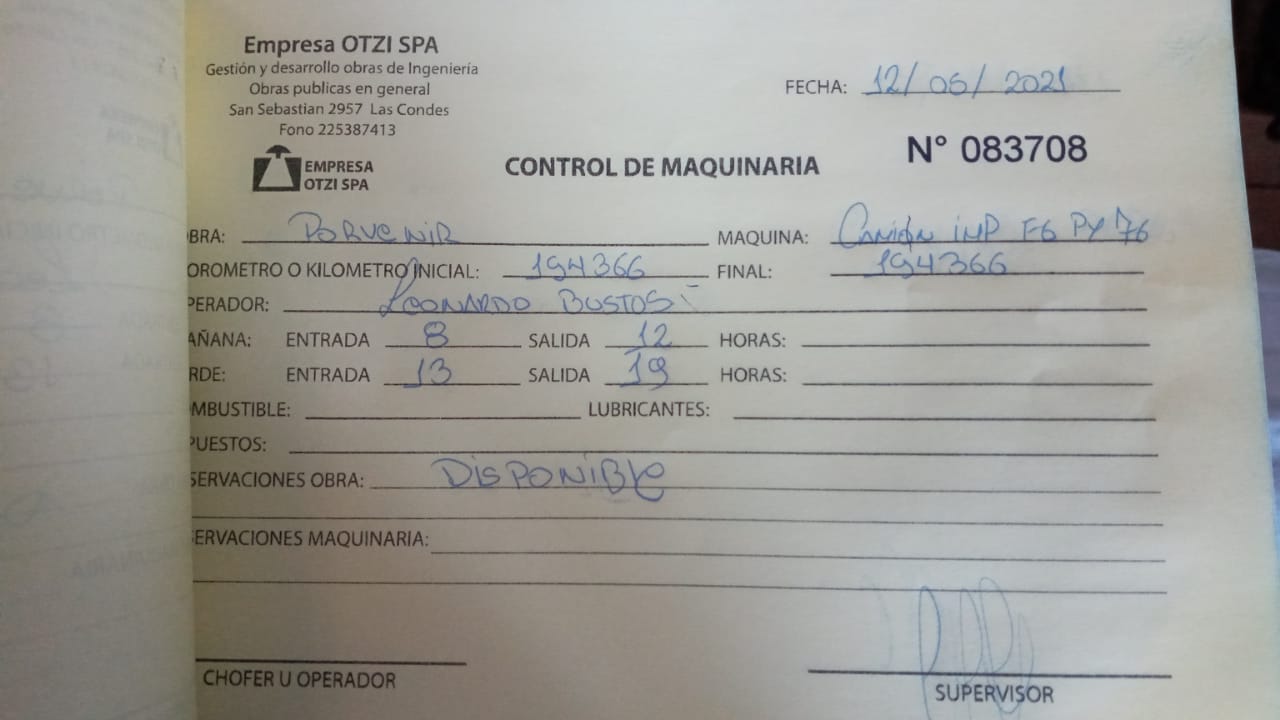 Empresa OTZI SPA
Gestión y desarrollo obras de Ingeniería
Obras publicas en general
San Sebastian 2957 Las Condes
Fono 225387413
EMPRESA
OTZI SPA
FECHA: 12/05/2021
N° 083708
CONTROL DE MAQUINARIA
BRA: PORVENIR MAQUINA: Camión iMP FG PY 76
OROMETRO O KILOMETRO INICIAL: 194366 FINAL: 194366
PERADOR: LEONARDO BUSTOS
AÑANA: ENTRADA 8 SALIDA 12 HORAS:
RDE: ENTRADA 13 SALIDA 19 HORAS:
MBUSTIBLE: LUBRICANTES:
PUESTOS:
SERVACIONES OBRA: DISPONIBLE
ERVACIONES MAQUINARIA:
CHOFER U OPERADOR SUPERVISOR